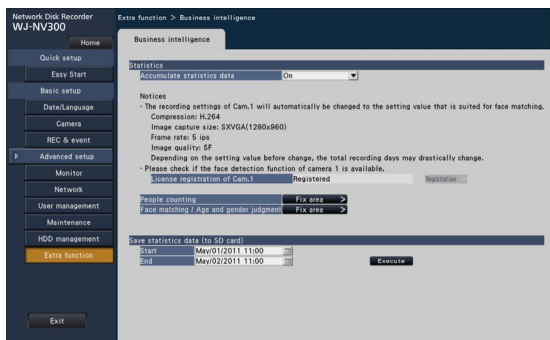 Network Disk Recorder
WJ-NV300
Home
Quick setup
Easy Start
Basic setup
Date/Language
Camera
REC & event
Advanced setup
Monitor
Network
User management
Maintenance
HDD management
Extra function
Exit
Extra function > Business intelligence
Business intelligence
Statistics
Accumulate statistics data On
Notices
· The recording settings of Cam.1 will automatically be changed to the setting value that is suited for face matching.
Compression: H.264
Image capture size: SXVGA(1280x960)
Frame rate: 5 ips
Image quality: SF
Depending on the setting value before change, the total recording days may drastically change.
· Please check if the face detection function of camera 1 is available.
License registration of Cam.1 Registered Registration >
People counting Fix area >
Face matching / Age and gender judgment Fix area >
Save statistics data (to SD card)
Start May/01/2011 11:00
End May/02/2011 11:00 Execute